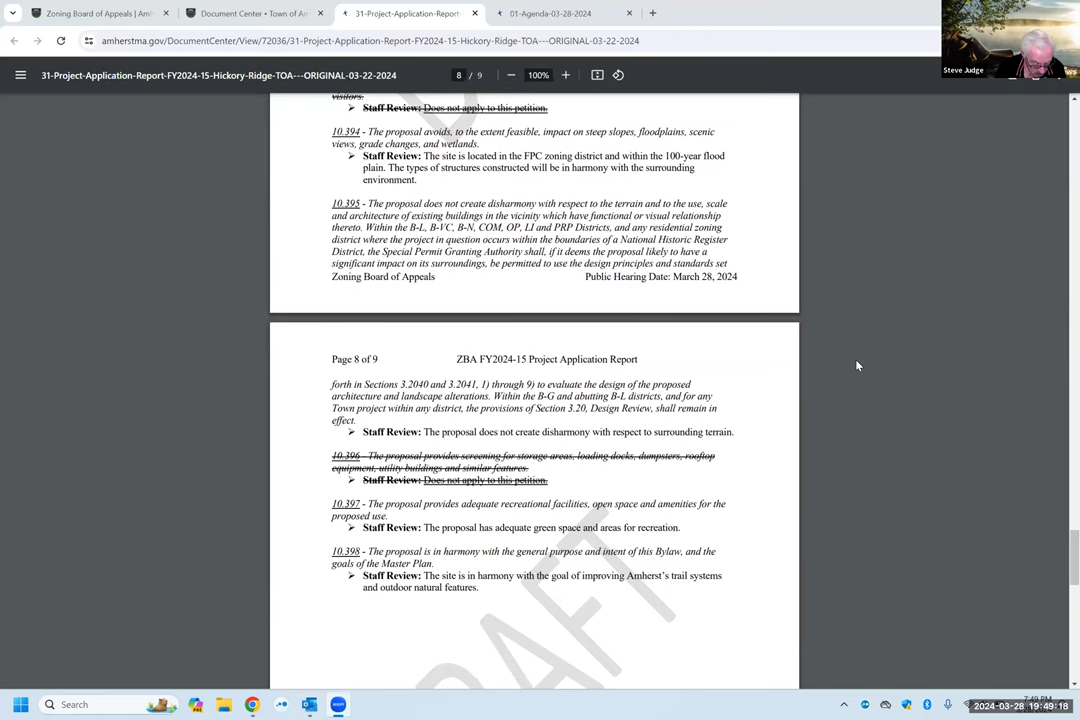 Zoning Board of Appeals | Amh
Document Center • Town of Am
31-Project-Application-Report-
01-Agenda-03-28-2024
amherstma.gov/DocumentCenter/View/72036/31-Project-Application-Report-FY2024-15-Hickory-Ridge-TOA---ORIGINAL-03-22-2024
Steve Judge
31-Project-Application-Report-FY2024-15-Hickory-Ridge-TOA---ORIGINAL-03-22-2024
8 / 9
100%
visitors.
➢ Staff Review: Does not apply to this petition.
10.394 - The proposal avoids, to the extent feasible, impact on steep slopes, floodplains, scenic
views, grade changes, and wetlands.
➢ Staff Review: The site is located in the FPC zoning district and within the 100-year flood
plain. The types of structures constructed will be in harmony with the surrounding
environment.
10.395 - The proposal does not create disharmony with respect to the terrain and to the use, scale
and architecture of existing buildings in the vicinity which have functional or visual relationship
thereto. Within the B-L, B-VC, B-N, COM, OP, LI and PRP Districts, and any residential zoning
district where the project in question occurs within the boundaries of a National Historic Register
District, the Special Permit Granting Authority shall, if it deems the proposal likely to have a
significant impact on its surroundings, be permitted to use the design principles and standards set
Zoning Board of Appeals
Public Hearing Date: March 28, 2024
Page 8 of 9
ZBA FY2024-15 Project Application Report
forth in Sections 3.2040 and 3.2041, 1) through 9) to evaluate the design of the proposed
architecture and landscape alterations. Within the B-G and abutting B-L districts, and for any
Town project within any district, the provisions of Section 3.20, Design Review, shall remain in
effect.
➢ Staff Review: The proposal does not create disharmony with respect to surrounding terrain.
10.396 - The proposal provides screening for storage areas, loading docks, dumpsters, rooftop
equipment, utility buildings and similar features.
➢ Staff Review: Does not apply to this petition.
10.397 - The proposal provides adequate recreational facilities, open space and amenities for the
proposed use.
➢ Staff Review: The proposal has adequate green space and areas for recreation.
10.398 - The proposal is in harmony with the general purpose and intent of this Bylaw, and the
goals of the Master Plan.
➢ Staff Review: The site is in harmony with the goal of improving Amherst's trail systems
and outdoor natural features.
DRAFT
Search
7:49 PM
2024-03-28 19:49:18